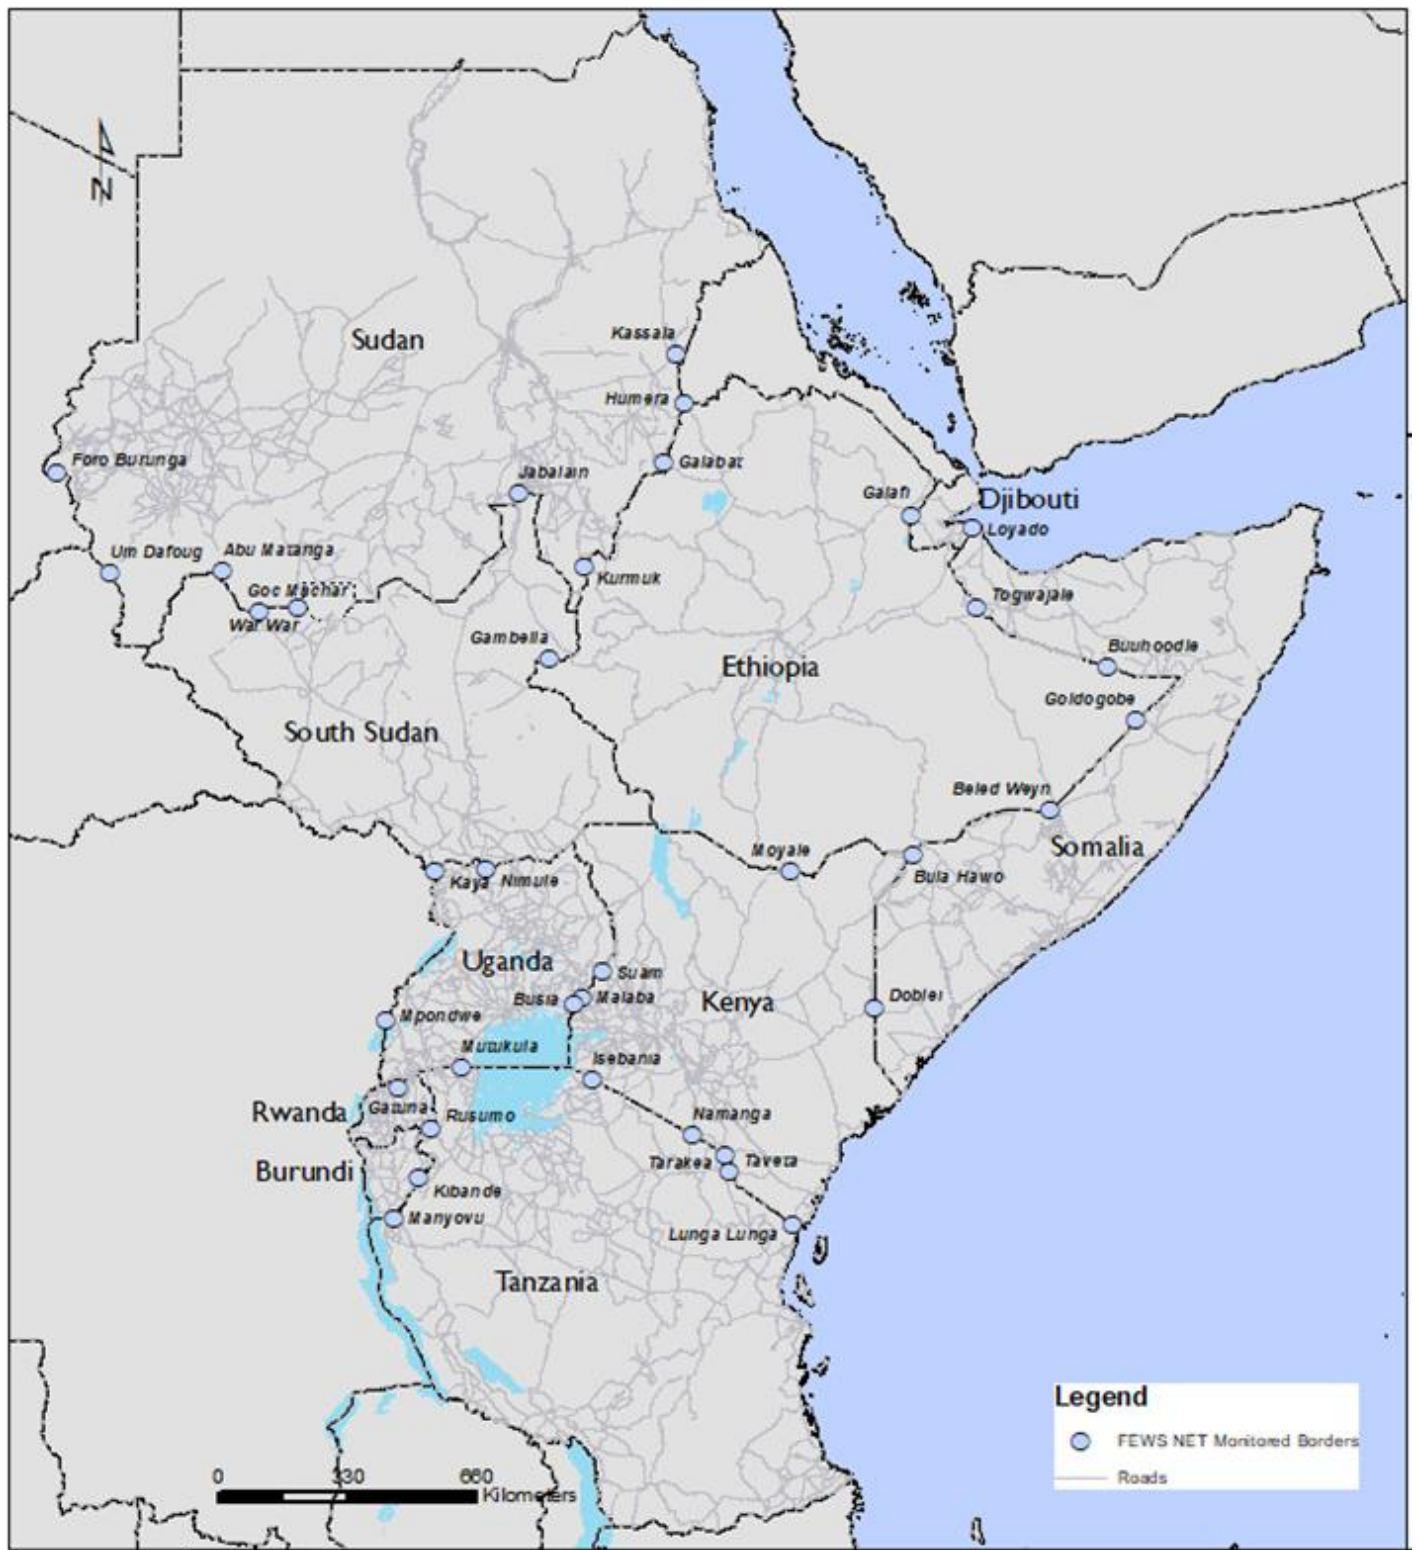 N
Sudan
Kassala
Humera
Foro Burunga
Jabalain
Galabat
Galafi
Djibouti
Loyado
Um Dafoug
Abu Matanga
Kurmuk
Goc Machar
Togwajale
War War
Gambella
Buuhoodle
Ethiopia
Goldogobe
South Sudan
Beled Weyn
Somalia
Moyale
Kaya
Nimule
Bula Hawo
Uganda
Suam
Busia
Malaba
Kenya
Doblei
Mpondwe
Mutukula
Isebania
Rwanda
Gatuna
Rusumo
Namanga
Tarakea
Taveta
Burundi
Kibande
Manyovu
Lunga Lunga
Tanzania
Legend
FEWS NET Monitored Borders
Roads
0 330 660
Kilometers